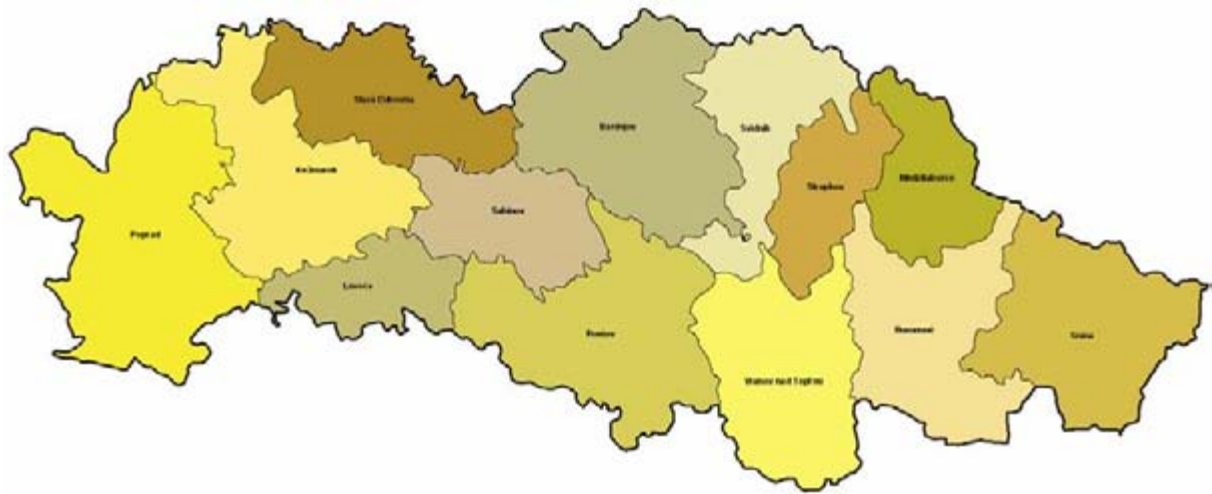 Stará Ľubovňa
Bardejov
Svidník
Kežmarok
Stropkov
Medzilaborce
Sabinov
Poprad
Levoča
Prešov
Humenné
Snina
Vranov nad Topľou